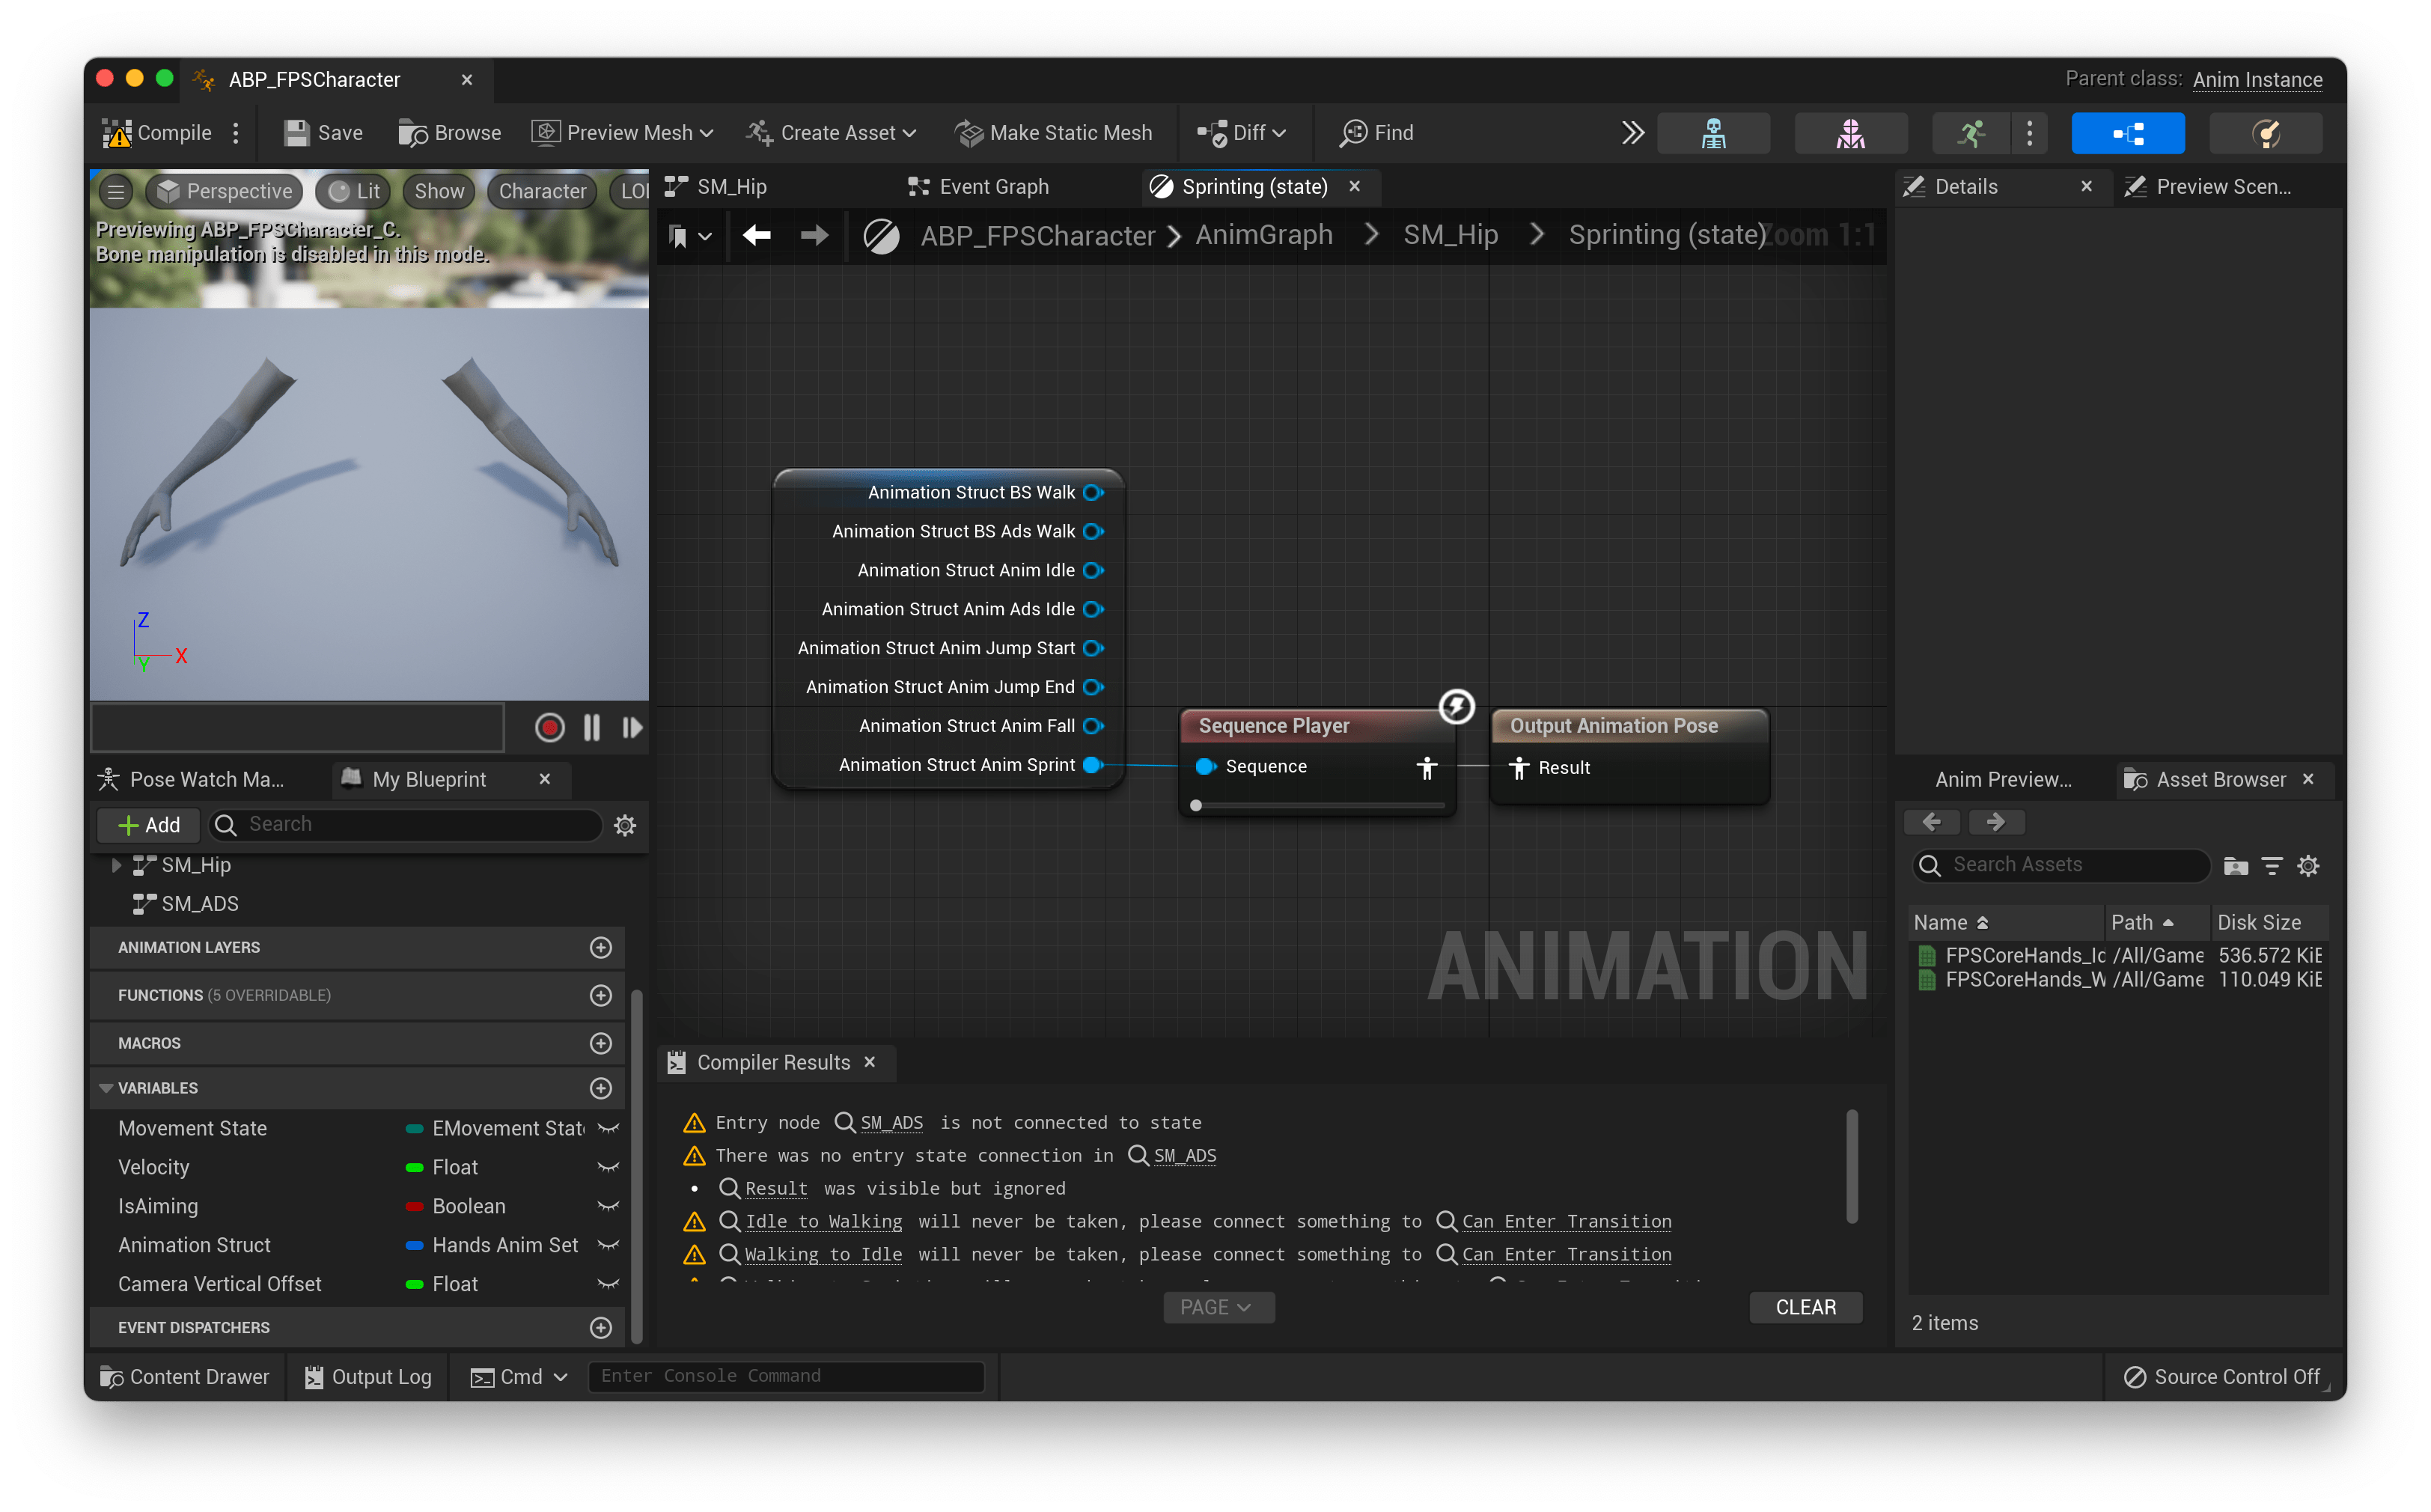 ABP_FPSCharacter
Parent class: Anim Instance
Compile
Save
Browse
Preview Mesh
Create Asset
Make Static Mesh
Diff
Find
Perspective
Lit
Show
Character
Previewing ABP_FPSCharacter_C.
Bone manipulation is disabled in this mode.
Z
X
Y
SM_Hip
Event Graph
Sprinting (state)
ABP_FPSCharacter > AnimGraph > SM_Hip > Sprinting (state)
Zoom 1:1
Animation Struct BS Walk
Animation Struct BS Ads Walk
Animation Struct Anim Idle
Animation Struct Anim Ads Idle
Animation Struct Anim Jump Start
Animation Struct Anim Jump End
Animation Struct Anim Fall
Animation Struct Anim Sprint
Sequence Player
Sequence
Output Animation Pose
Result
ANIMATION
Details
Preview Scen...
Pose Watch Ma...
My Blueprint
Add
Search
SM_Hip
SM_ADS
ANIMATION LAYERS
FUNCTIONS (5 OVERRIDABLE)
MACROS
VARIABLES
Movement State EMovement Stat
Velocity Float
IsAiming Boolean
Animation Struct Hands Anim Set
Camera Vertical Offset Float
EVENT DISPATCHERS
Compiler Results
Entry node SM_ADS is not connected to state
There was no entry state connection in SM_ADS
• Result was visible but ignored
Idle to Walking will never be taken, please connect something to Can Enter Transition
Walking to Idle will never be taken, please connect something to Can Enter Transition
PAGE
CLEAR
Anim Preview...
Asset Browser
Search Assets
Name Path Disk Size
FPSCoreHands_Id /All/Game 536.572 KiB
FPSCoreHands_W /All/Game 110.049 KiB
2 items
Content Drawer
Output Log
Cmd
Enter Console Command
Source Control Off